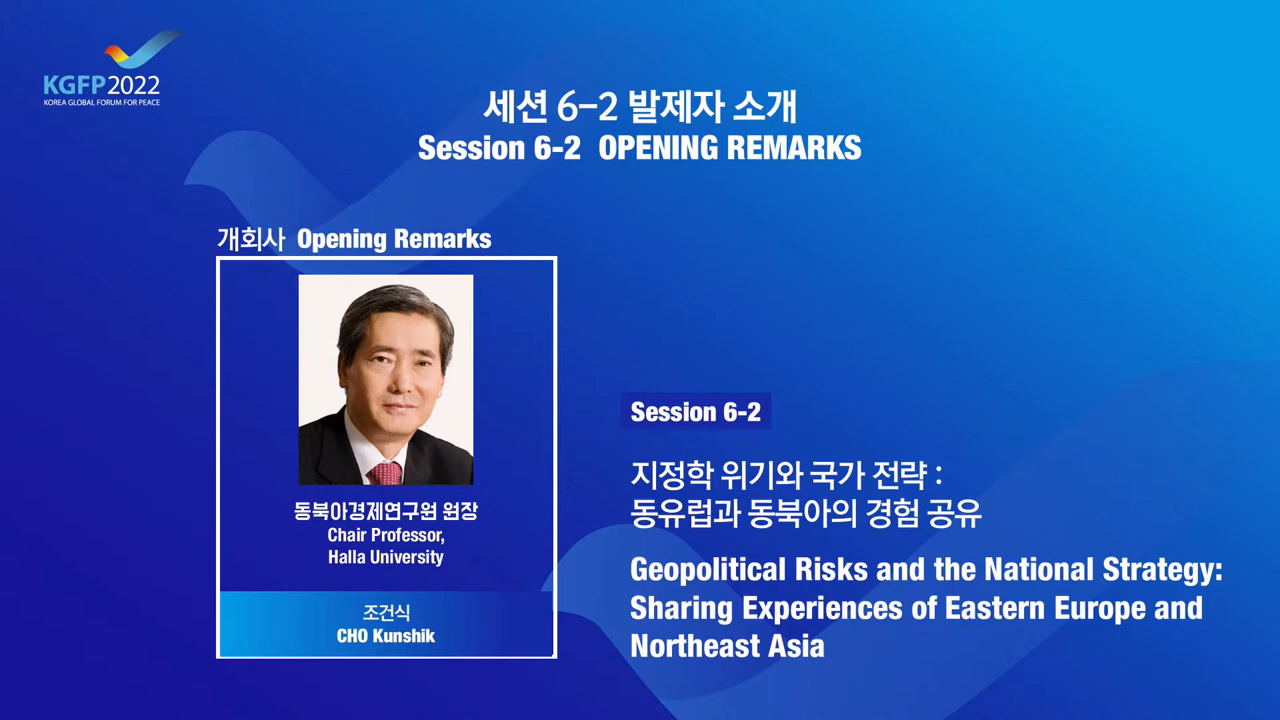 KGFP2022
KOREA GLOBAL FORUM FOR PEACE
세션 6-2 발제자 소개
Session 6-2 OPENING REMARKS
개회사 Opening Remarks
동북아경제연구원 원장
Chair Professor,
Halla University
조건식
CHO Kunshik
Session 6-2
지정학 위기와 국가 전략 :
동유럽과 동북아의 경험 공유
Geopolitical Risks and the National Strategy:
Sharing Experiences of Eastern Europe and
Northeast Asia